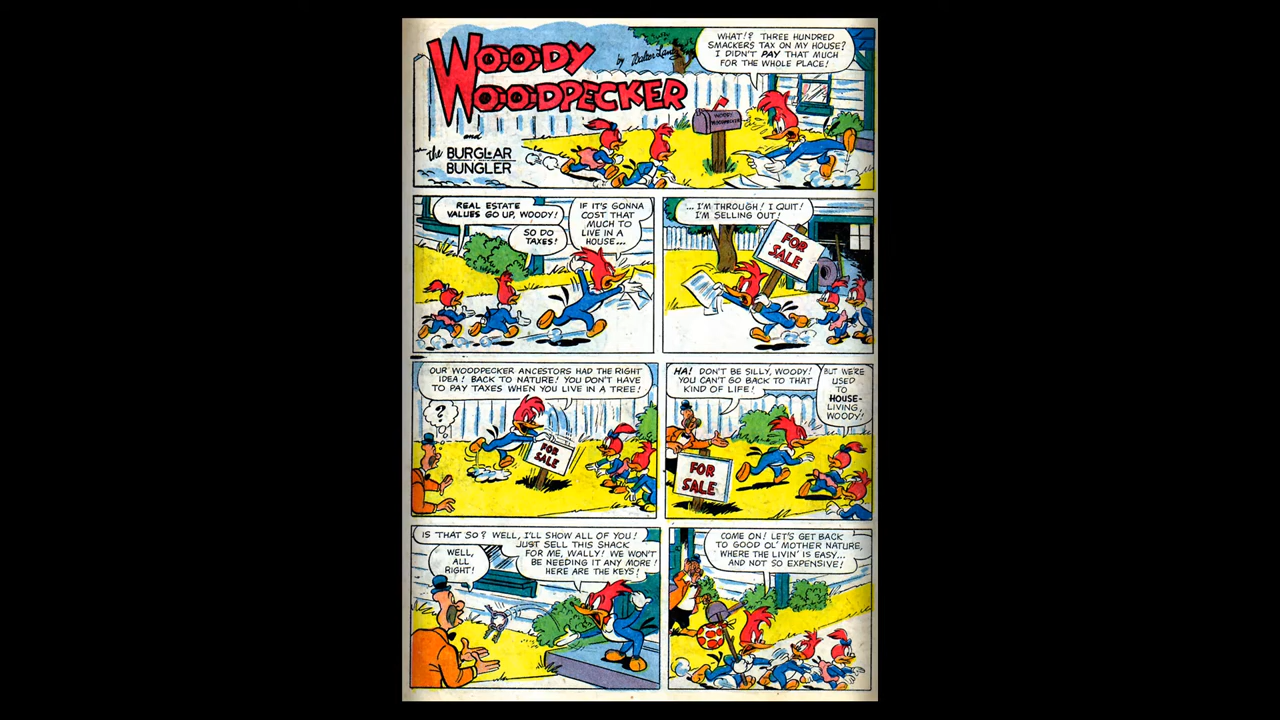 WOODY
WOODPECKER
by Walter Lantz
and
the BURGLAR
BUNGLER
WHAT!? THREE HUNDRED
SMACKERS TAX ON MY HOUSE?
I DIDN'T PAY THAT MUCH
FOR THE WHOLE PLACE!
WOODY
WOODPECKER
REAL ESTATE
VALUES GO UP, WOODY!
SO DO
TAXES!
IF IT'S GONNA
COST THAT
MUCH TO
LIVE IN A
HOUSE...
...I'M THROUGH! I QUIT!
I'M SELLING OUT!
FOR
SALE
OUR WOODPECKER ANCESTORS HAD THE RIGHT
IDEA! BACK TO NATURE! YOU DON'T HAVE
TO PAY TAXES WHEN YOU LIVE IN A TREE!
?
FOR
SALE
HA! DON'T BE SILLY, WOODY!
YOU CAN'T GO BACK TO THAT
KIND OF LIFE!
BUT WE'RE
USED
TO
HOUSE-
LIVING,
WOODY!
FOR
SALE
IS THAT SO? WELL, I'LL SHOW ALL OF YOU!
JUST SELL THIS SHACK
FOR ME, WALLY! WE WON'T
BE NEEDING IT ANY MORE!
HERE ARE THE KEYS!
WELL,
ALL
RIGHT!
COME ON! LET'S GET BACK
TO GOOD OL' MOTHER NATURE,
WHERE THE LIVIN' IS EASY...
AND NOT SO EXPENSIVE!